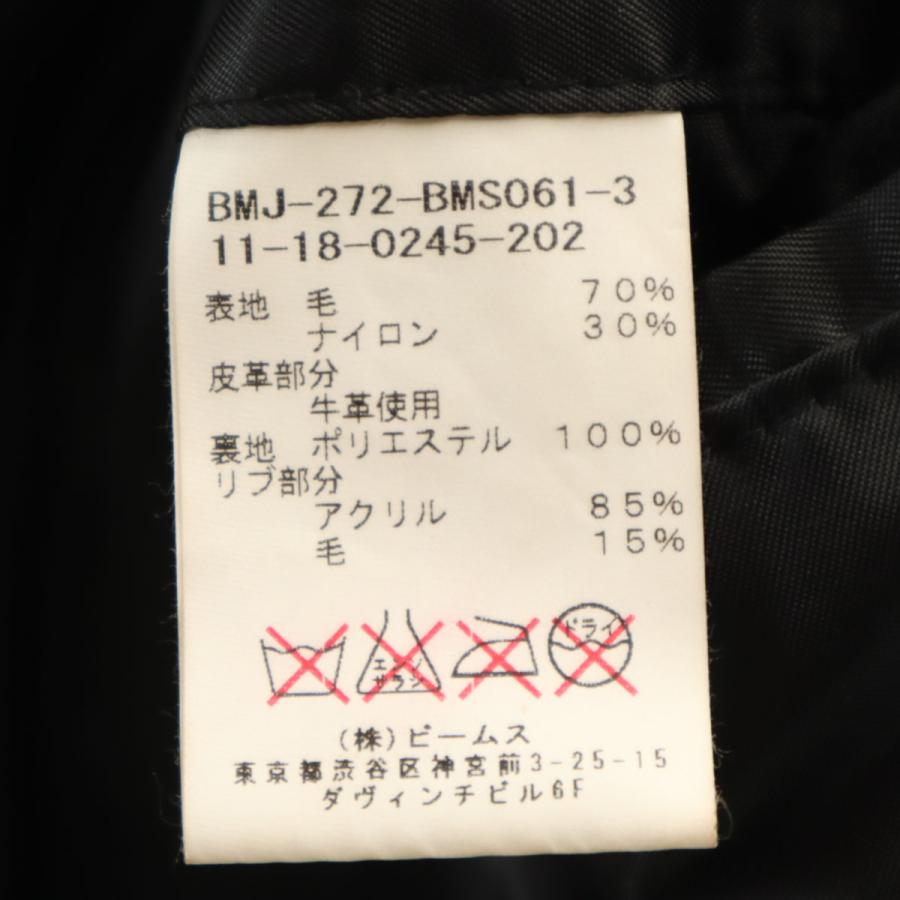 BMJ-272-BMS061-3
11-18-0245-202
表地 毛 70%
ナイロン 30%
皮革部分
牛革使用
裏地 ポリエステル 100%
リブ部分
アクリル 85%
毛 15%
エンソ
サラシ
ドライ
(株)ビームス
東京都渋谷区神宮前3-25-15
ダヴィンチビル6F